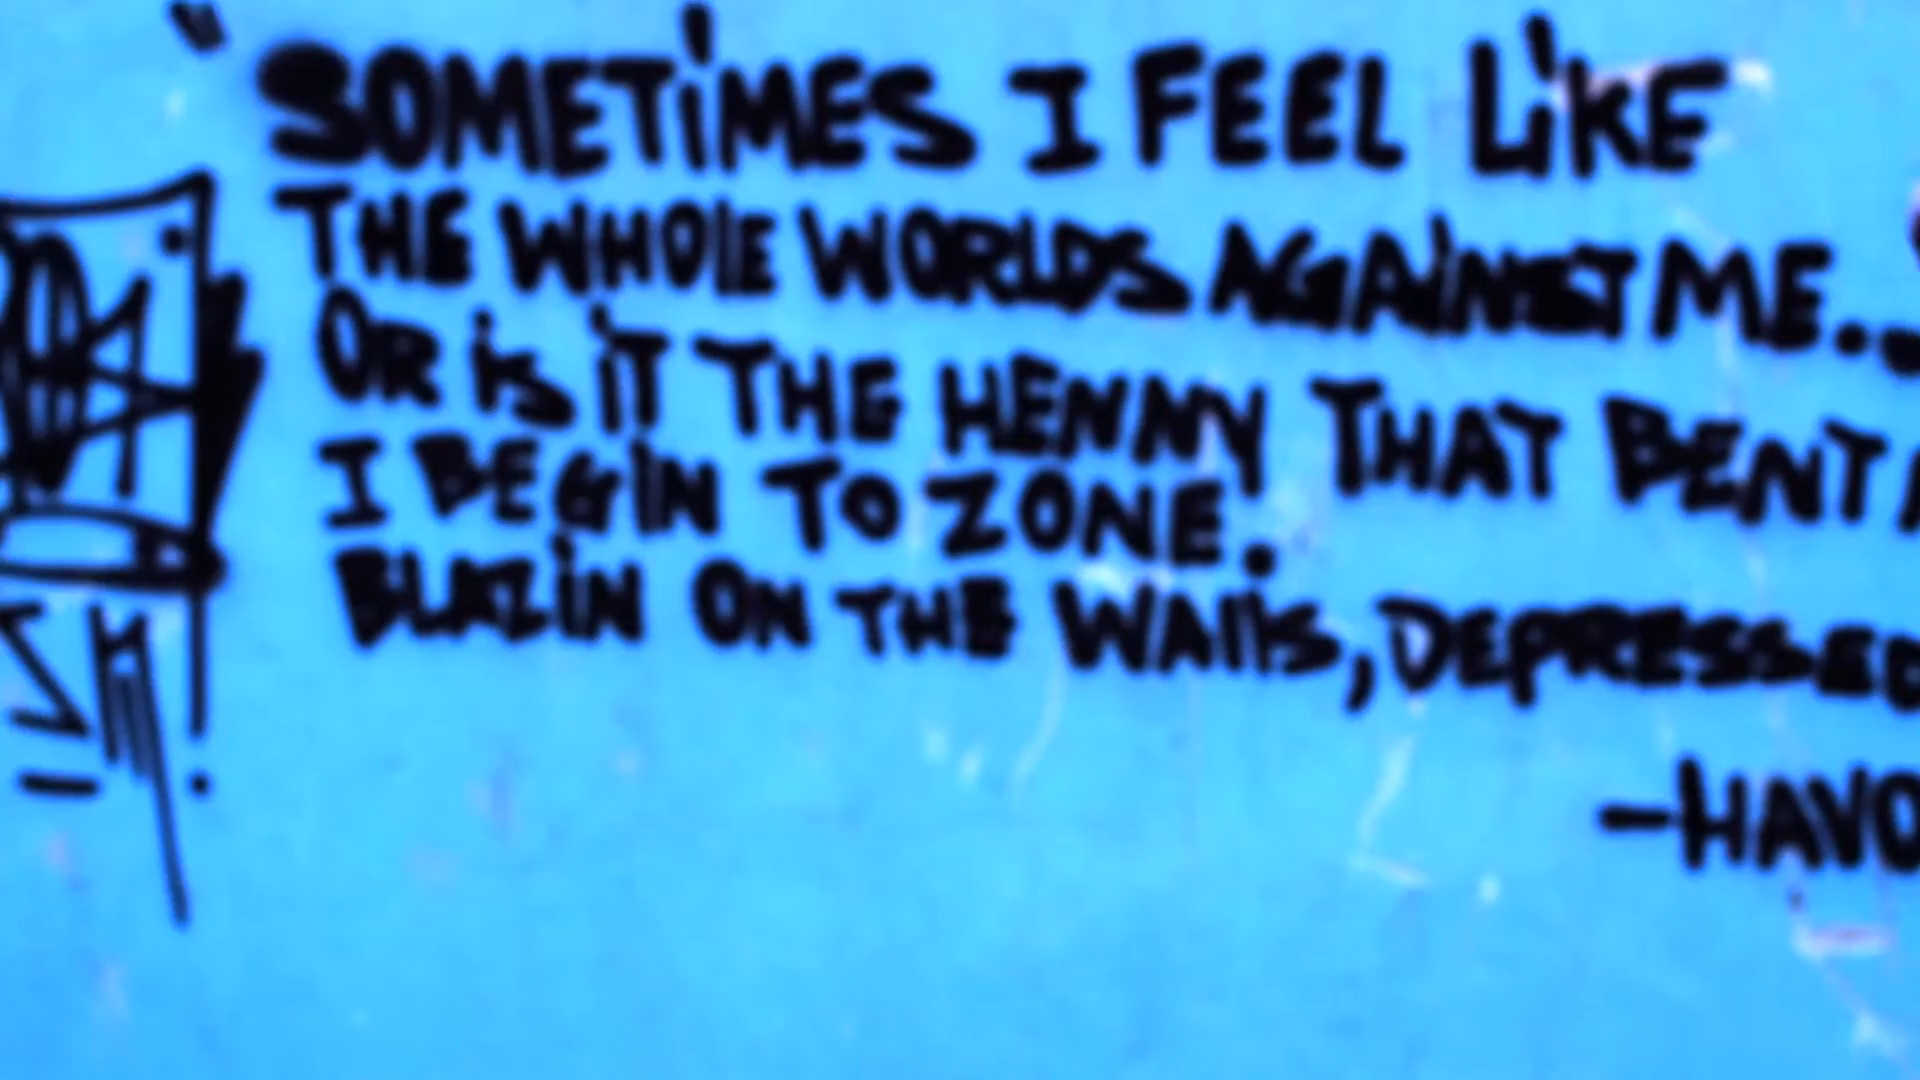 "SOMETiMES I FEEL LiKE
THE WHOlE WORLDS AGAiNST ME..
OR is iT THE HENNY THAT BENT
I BEGIN TO ZONE.
BLAZiN ON THE WAllS, DEPRESSED
-HAVO